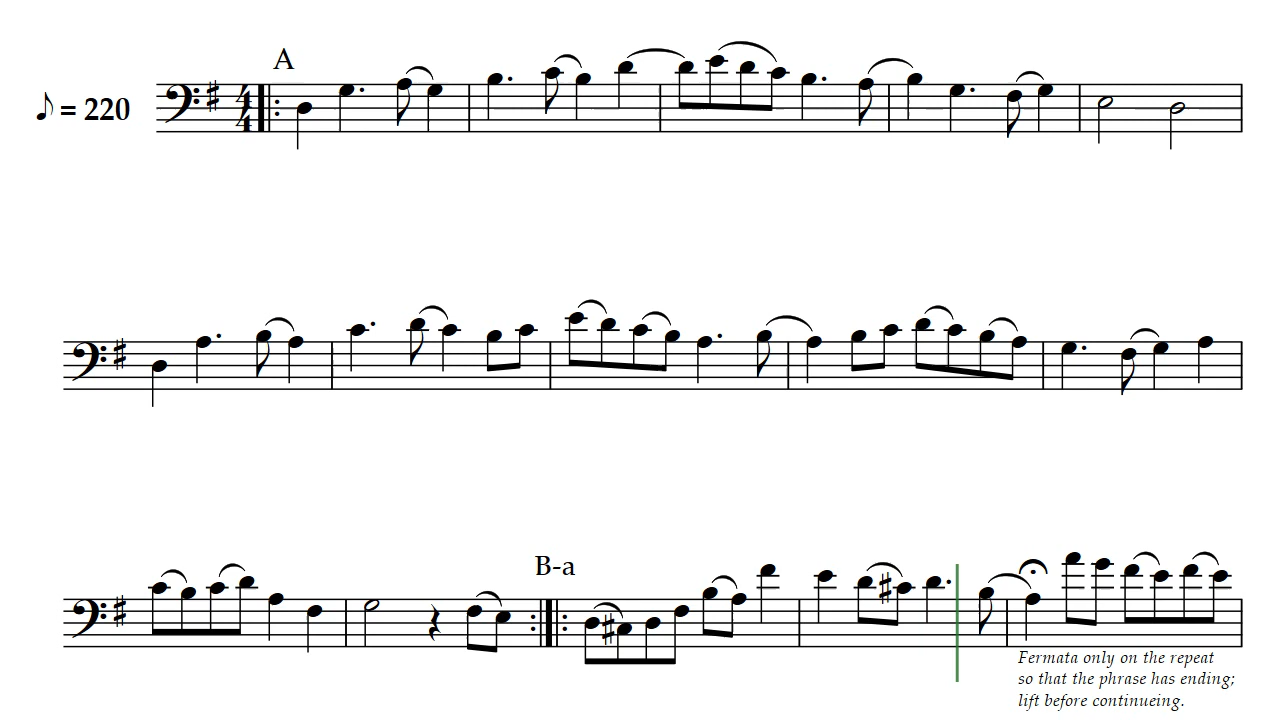 A
♪ = 220
B-a
Fermata only on the repeat
so that the phrase has ending;
lift before continueing.